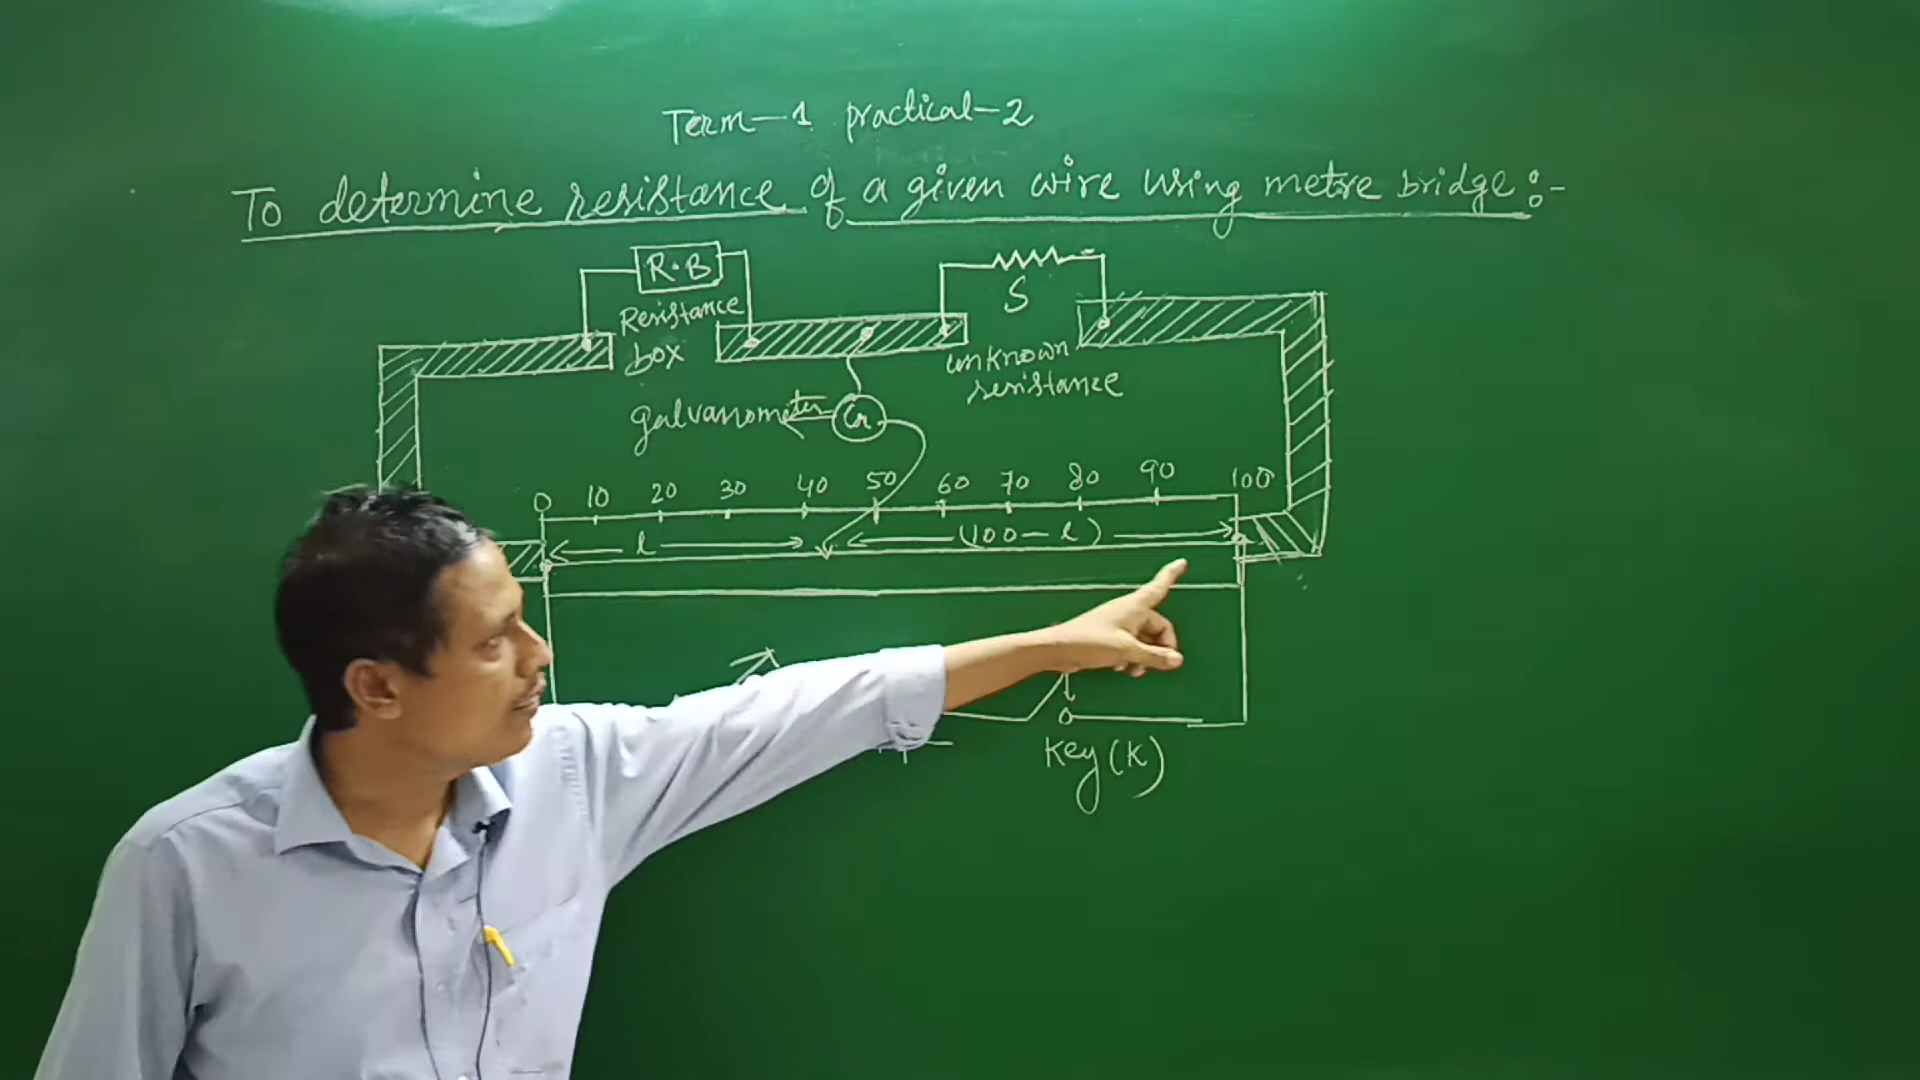 Term-1 practical-2
To determine resistance of a given wire using metre bridge:-
R.B
S
Resistance
box
unknown
resistance
galvanometer
G
0 10 20 30 40 50 60 70 80 90 100
l
(100-l)
Key (K)